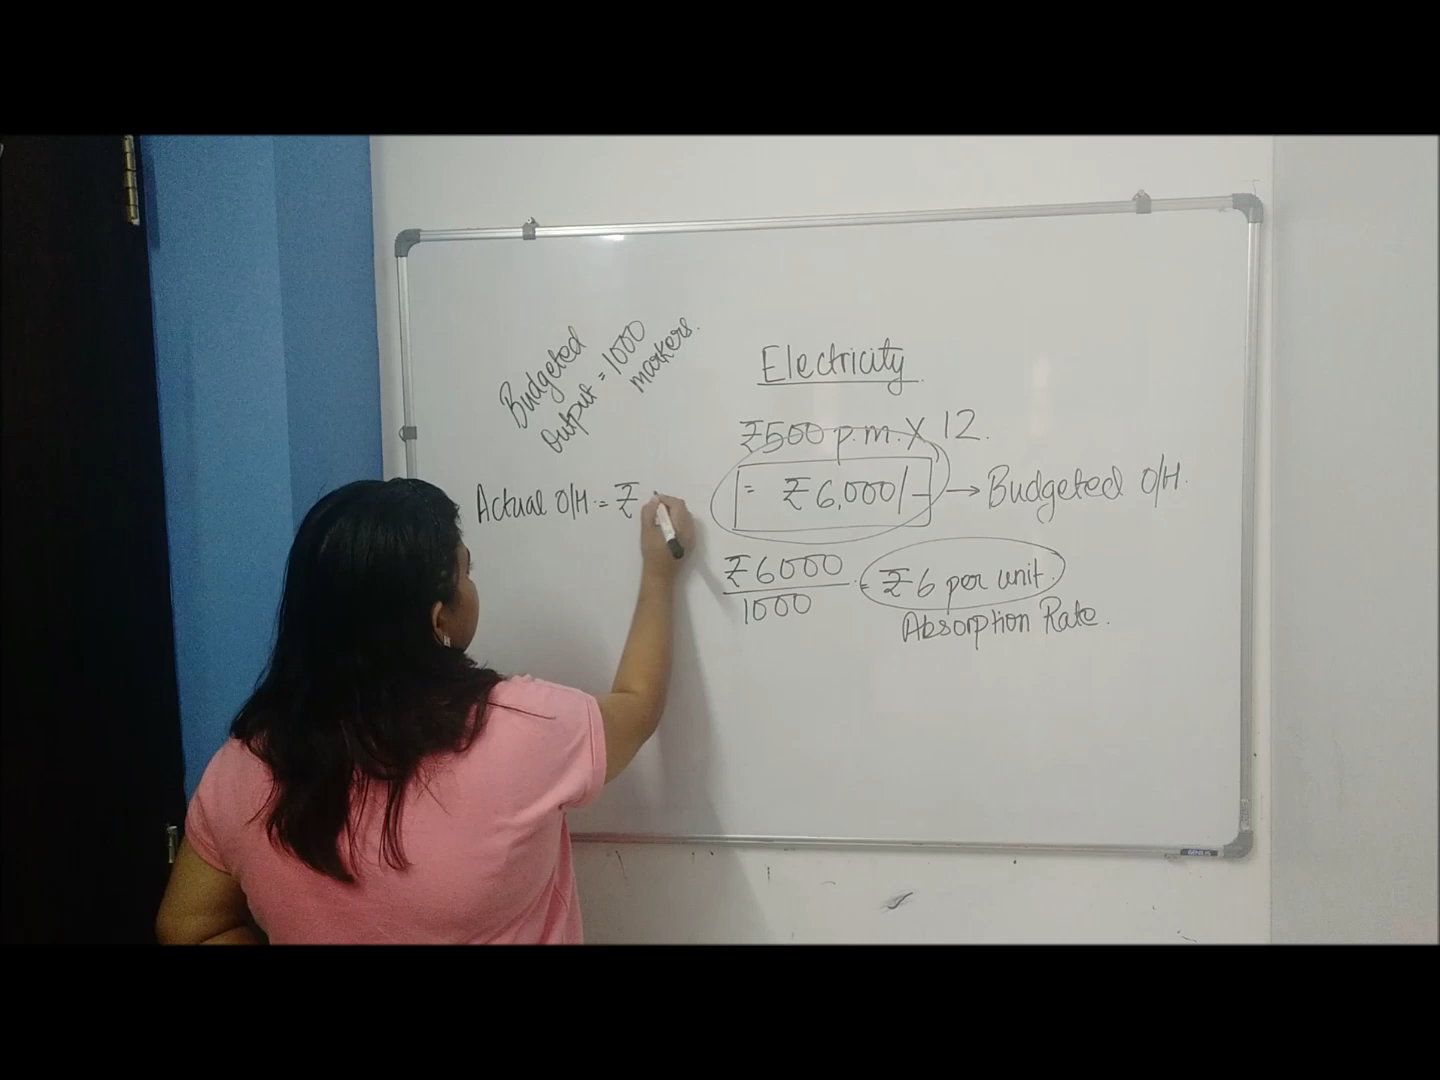 Budgeted
output = 1000
markers.
Electricity
₹500 p.m. X 12.
= ₹6,000/- → Budgeted O/H.
Actual O/H = ₹
₹6000
1000
= ₹6 per unit.
Absorption Rate.